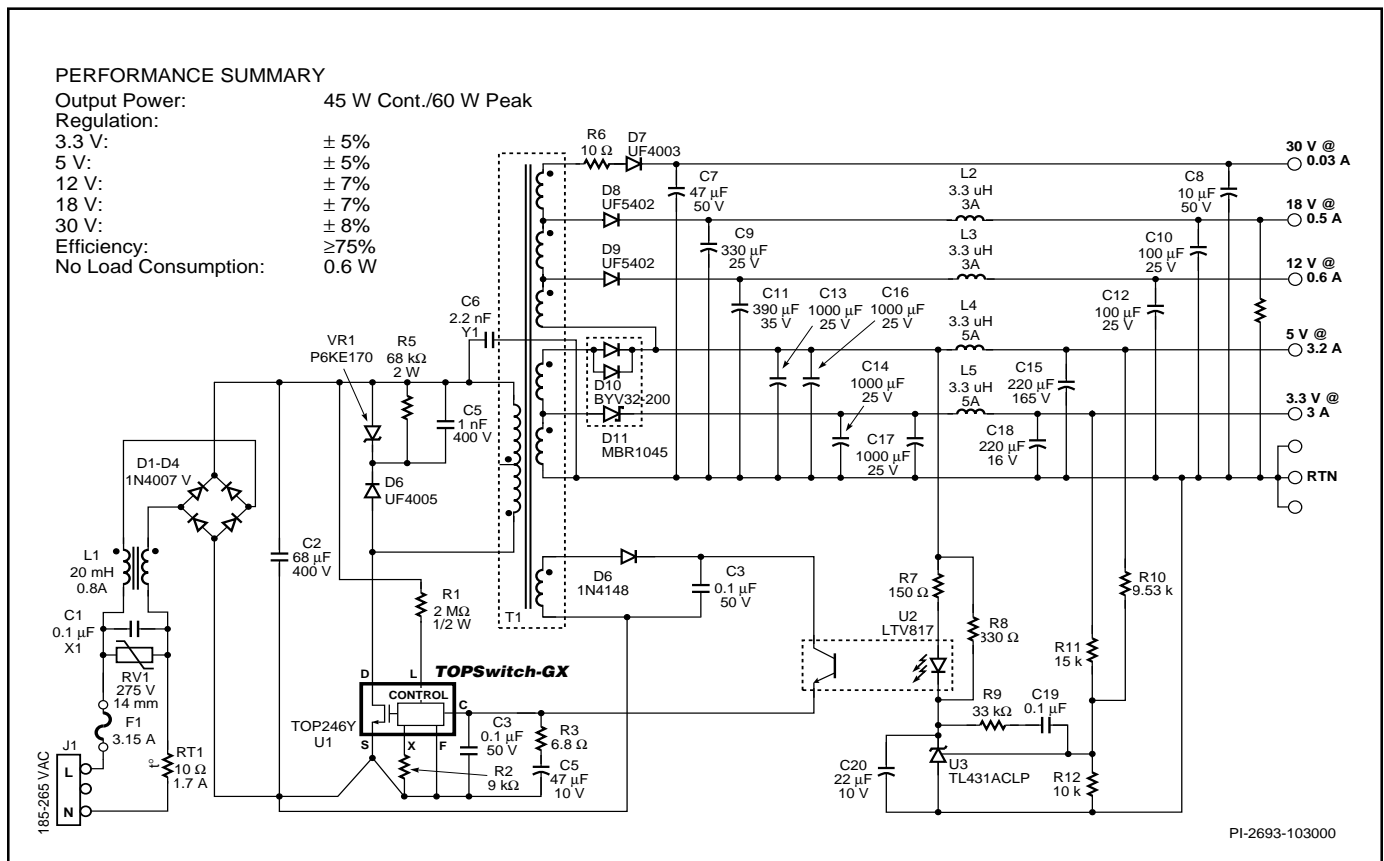 PERFORMANCE SUMMARY
Output Power: 45 W Cont./60 W Peak
Regulation:
3.3 V: ± 5%
5 V: ± 5%
12 V: ± 7%
18 V: ± 7%
30 V: ± 8%
Efficiency: ≥75%
No Load Consumption: 0.6 W
R6
10 Ω
D7
UF4003
C7
47 µF
50 V
D8
UF5402
C9
330 µF
25 V
D9
UF5402
L2
3.3 uH
3A
L3
3.3 uH
3A
C8
10 µF
50 V
C10
100 µF
25 V
30 V @
0.03 A
18 V @
0.5 A
12 V @
0.6 A
C11
390 µF
35 V
C13
1000 µF
25 V
C16
1000 µF
25 V
L4
3.3 uH
5A
C12
100 µF
25 V
5 V @
3.2 A
C6
2.2 nF
Y1
VR1
P6KE170
R5
68 kΩ
2 W
C5
1 nF
400 V
D10
BYV32-200
D11
MBR1045
C14
1000 µF
25 V
C17
1000 µF
25 V
L5
3.3 uH
5A
C15
220 µF
165 V
C18
220 µF
16 V
3.3 V @
3 A
RTN
D1-D4
1N4007 V
D6
UF4005
L1
20 mH
0.8A
C2
68 µF
400 V
C1
0.1 µF
X1
RV1
275 V
14 mm
F1
3.15 A
J1
L
N
185-265 VAC
t°
RT1
10 Ω
1.7 A
R1
2 MΩ
1/2 W
T1
D6
1N4148
C3
0.1 µF
50 V
TOPSwitch-GX
D
L
CONTROL
C
S
X
F
TOP246Y
U1
R2
9 kΩ
C3
0.1 µF
50 V
R3
6.8 Ω
C5
47 µF
10 V
U2
LTV817
R7
150 Ω
R8
330 Ω
R9
33 kΩ
C19
0.1 µF
R10
9.53 k
R11
15 k
R12
10 k
C20
22 µF
10 V
U3
TL431ACLP
PI-2693-103000